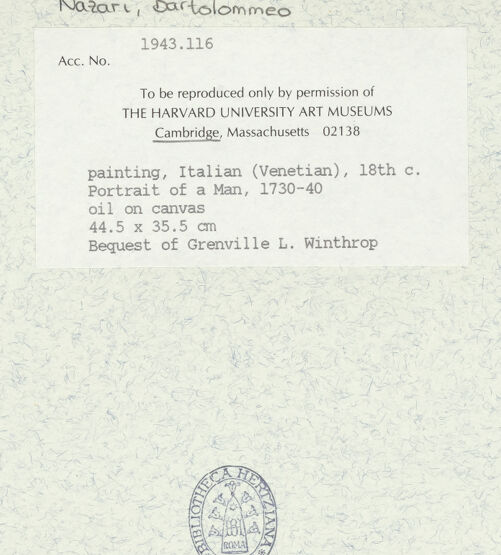 Nazari, Bartolommeo
1943.116
Acc. No.
To be reproduced only by permission of
THE HARVARD UNIVERSITY ART MUSEUMS
Cambridge, Massachusetts 02138
painting, Italian (Venetian), 18th c.
Portrait of a Man, 1730-40
oil on canvas
44.5 x 35.5 cm
Bequest of Grenville L. Winthrop
BIBLIOTHECA HERTZIANA
ROMA